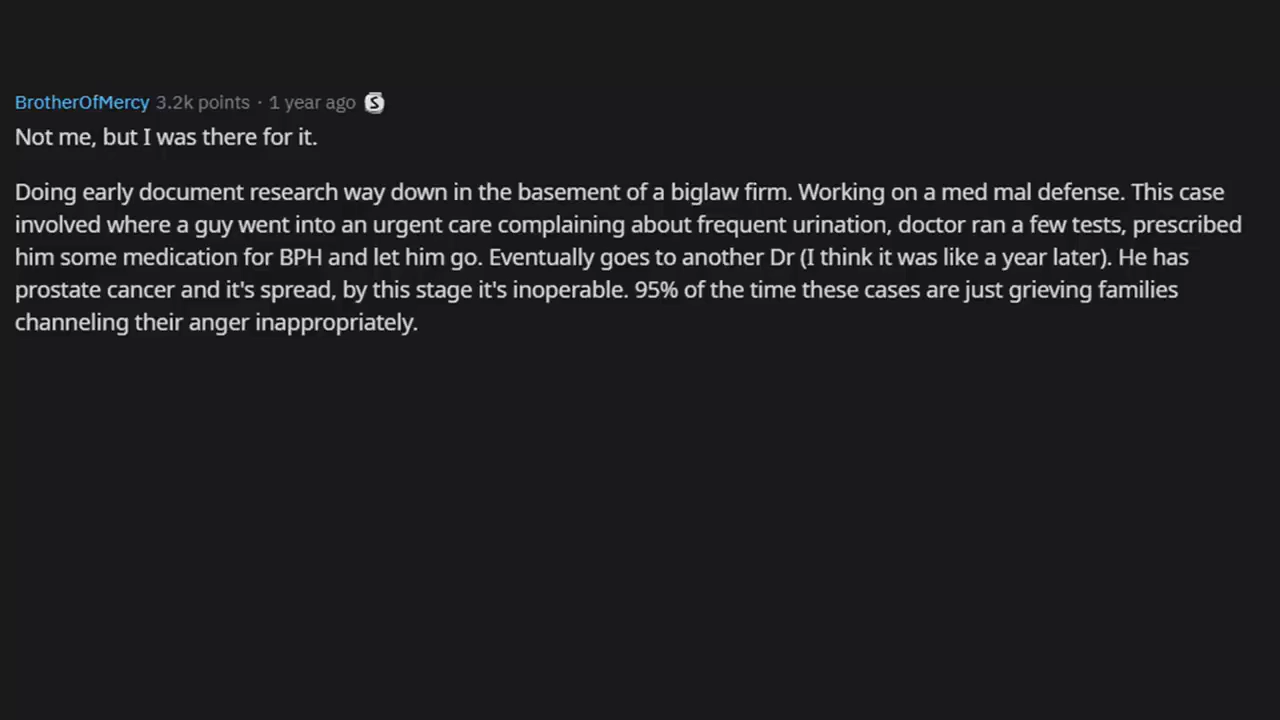 BrotherOfMercy 3.2k points · 1 year ago S
Not me, but I was there for it.
Doing early document research way down in the basement of a biglaw firm. Working on a med mal defense. This case
involved where a guy went into an urgent care complaining about frequent urination, doctor ran a few tests, prescribed
him some medication for BPH and let him go. Eventually goes to another Dr (I think it was like a year later). He has
prostate cancer and it's spread, by this stage it's inoperable. 95% of the time these cases are just grieving families
channeling their anger inappropriately.